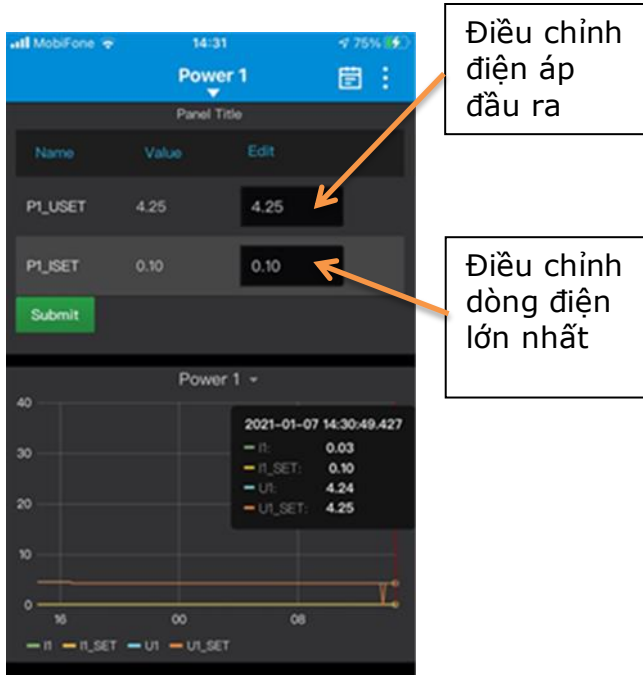 MobiFone
14:31
75%
Power 1
Panel Title
Name Value Edit
P1_USET 4.25 4.25
P1_ISET 0.10 0.10
Submit
Điều chỉnh
điện áp
đầu ra
Điều chỉnh
dòng điện
lớn nhất
Power 1
40
30
20
10
0
16 00 08
2021-01-07 14:30:49.427
I1: 0.03
I1_SET: 0.10
U1: 4.24
U1_SET: 4.25
I1 I1_SET U1 U1_SET